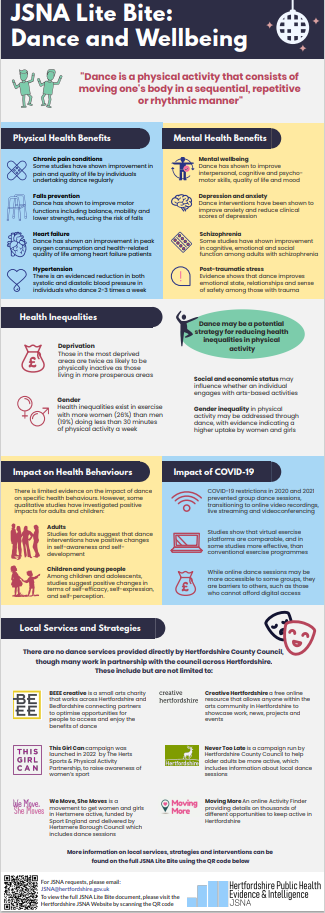 JSNA Lite Bite:
Dance and Wellbeing
"Dance is a physical activity that consists of
moving one's body in a sequential, repetitive
or rhythmic manner"
Physical Health Benefits
Chronic pain conditions
Some studies have shown improvement in
pain and quality of life by individuals
undertaking dance regularly
Falls prevention
Dance has shown to improve motor
functions including balance, mobility and
lower strength, reducing the risk of falls
Heart failure
Dance has shown an improvement in peak
oxygen consumption and health-related
quality of life among heart failure patients
Hypertension
There is an evidenced reduction in both
systolic and diastolic blood pressure in
individuals who dance 2-3 times a week
Mental Health Benefits
Mental wellbeing
Dance has shown to improve
interpersonal, cognitive and psycho-
motor skills, quality of life and mood
Depression and anxiety
Dance interventions have been shown to
improve anxiety and reduce clinical
scores of depression
Schizophrenia
Some studies have shown improvement
in cognitive, emotional and social
function among adults with schizophrenia
Post-traumatic stress
Evidence shows that dance improves
emotional state, relationships and sense
of safety among those with trauma
Health Inequalities
Deprivation
Those in the most deprived
areas are twice as likely to be
physically inactive as those
living in more prosperous areas
Gender
Health inequalities exist in exercise
with more women (26%) than men
(19%) doing less than 30 minutes
of physical activity a week
Dance may be a potential
strategy for reducing health
inequalities in physical
activity
Social and economic status may
influence whether an individual
engages with arts-based activities
Gender inequality in physical
activity may be addressed through
dance, with evidence indicating a
higher uptake by women and girls
Impact on Health Behaviours
There is limited evidence on the impact of dance
on specific health behaviours. However, some
qualitative studies have investigated positive
impacts for adults and children:
Adults
Studies for adults suggest that dance
interventions have positive changes
in self-awareness and self-
development
Children and young people
Among children and adolescents,
studies suggest positive changes in
terms of self-efficacy, self-expression,
and self-perception.
Impact of COVID-19
COVID-19 restrictions in 2020 and 2021
prevented group dance sessions,
transitioning to online video recordings,
live streaming and videoconferencing
Studies show that virtual exercise
platforms are comparable, and in
some studies more effective, than
conventional exercise programmes
While online dance sessions may be
more accessible to some groups, they
are barriers to others, such as those
who cannot afford digital access
Local Services and Strategies
There are no dance services provided directly by Hertfordshire County Council,
though many work in partnership with the council across Hertfordshire.
These include but are not limited to:
BEEE
BEEE creative is a small arts charity
that works across Hertfordshire and
Bedfordshire connecting partners
to optimise opportunities for
people to access and enjoy the
benefits of dance
creative
hertfordshire
Creative Hertfordshire a free online
resource that allows anyone within the
arts community in Hertfordshire to
showcase work, news, projects and
events
THIS
GIRL
CAN
This Girl Can campaign was
launched in 2022 by The Herts
Sports & Physical Activity
Partnership, to raise awareness of
women's sport
Hertfordshire
Never Too Late is a campaign run by
Hertfordshire County Council to help
older adults be more active, which
includes information about local dance
sessions
We Move,
She Moves
We Move, She Moves is a
movement to get women and girls
in Hertsmere active, funded by
Sport England and delivered by
Hertsmere Borough Council which
includes dance sessions
Moving
More
Moving More An online Activity Finder
providing details on thousands of
different opportunities to keep active in
Hertfordshire
More information on local services, strategies and interventions can be
found on the full JSNA Lite Bite using the QR code below
For JSNA requests, please email:
JSNA@hertfordshire.gov.uk
To view the full JSNA Lite Bite document, please visit the
Hertfordshire JSNA Website by scanning the QR code
Hertfordshire Public Health
Evidence & Intelligence
JSNA